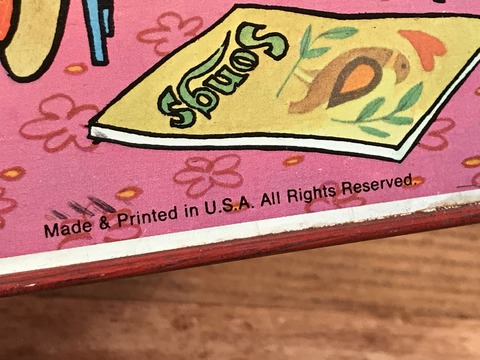 Songs
Made & Printed in U.S.A. All Rights Reserved.